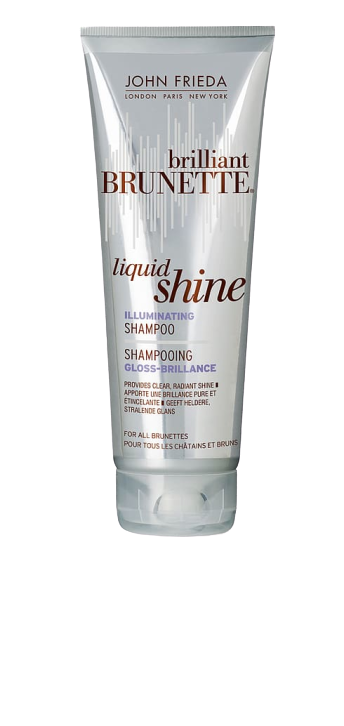 JOHN FRIEDA
LONDON PARIS NEW YORK
brilliant
BRUNETTE®
liquid
shine
ILLUMINATING
SHAMPOO
SHAMPOOING
GLOSS-BRILLANCE
PROVIDES CLEAR, RADIANT SHINE ∎
APPORTE UNE BRILLANCE PURE ET
ÉTINCELANTE ∎ GEEFT HELDERE,
STRALENDE GLANS
FOR ALL BRUNETTES
POUR TOUS LES CHÂTAINS ET BRUNS